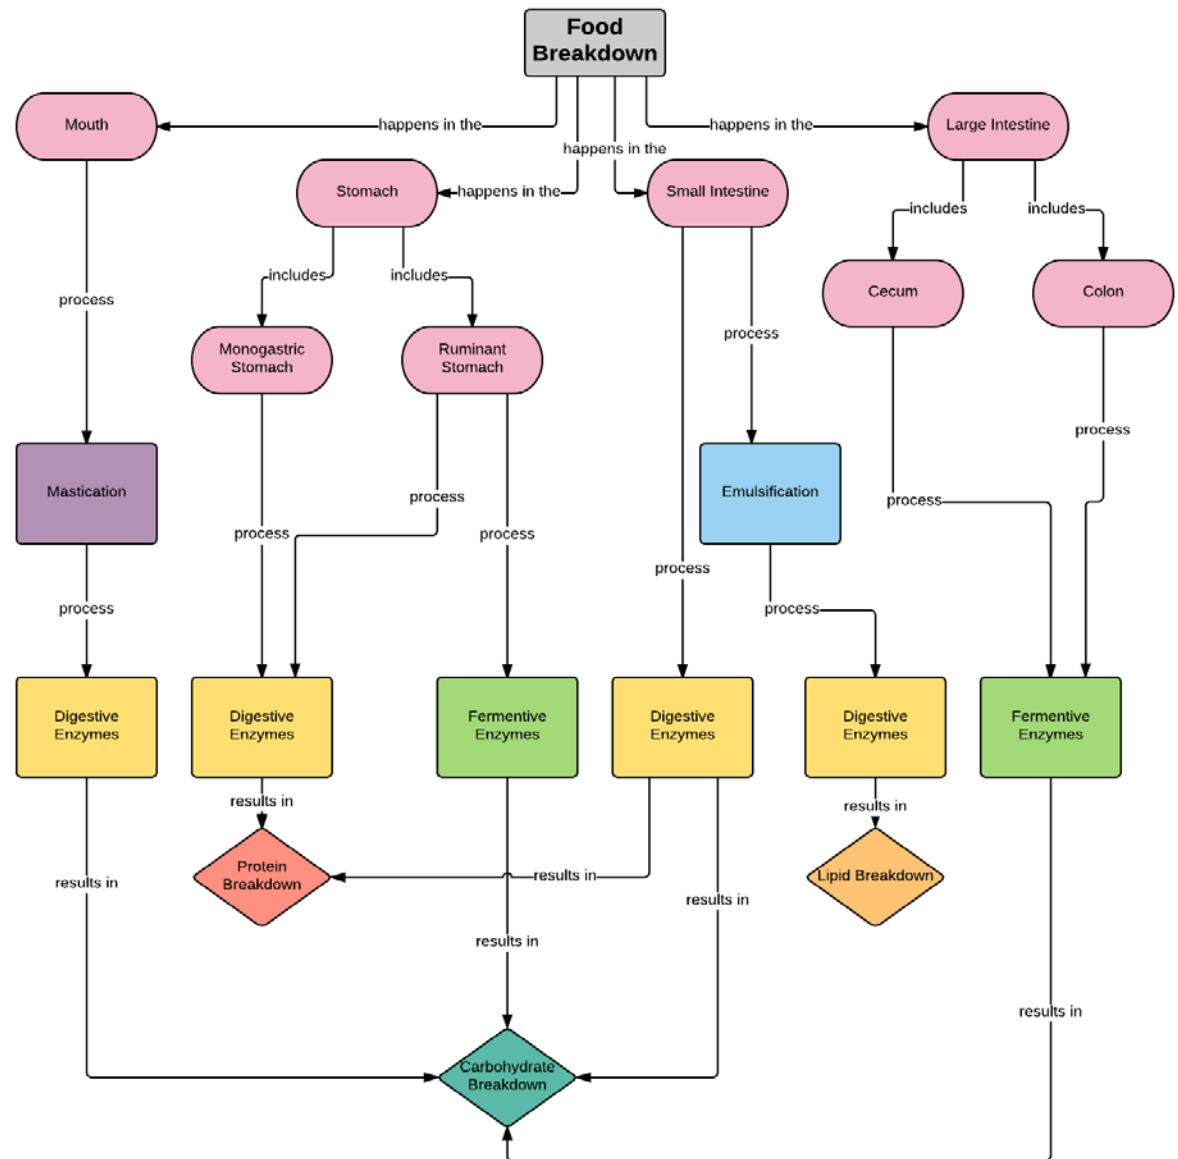 Food
Breakdown
Mouth
happens in the
happens in the
Large Intestine
happens in the
Stomach
happens in the
Small Intestine
includes
includes
includes
includes
Cecum
Colon
process
process
Monogastric
Stomach
Ruminant
Stomach
process
Mastication
Emulsification
process
process
process
process
process
process
process
Digestive
Enzymes
Digestive
Enzymes
Fermentive
Enzymes
Digestive
Enzymes
Digestive
Enzymes
Fermentive
Enzymes
results in
results in
Protein
Breakdown
results in
Lipid Breakdown
results in
results in
results in
results in
Carbohydrate
Breakdown